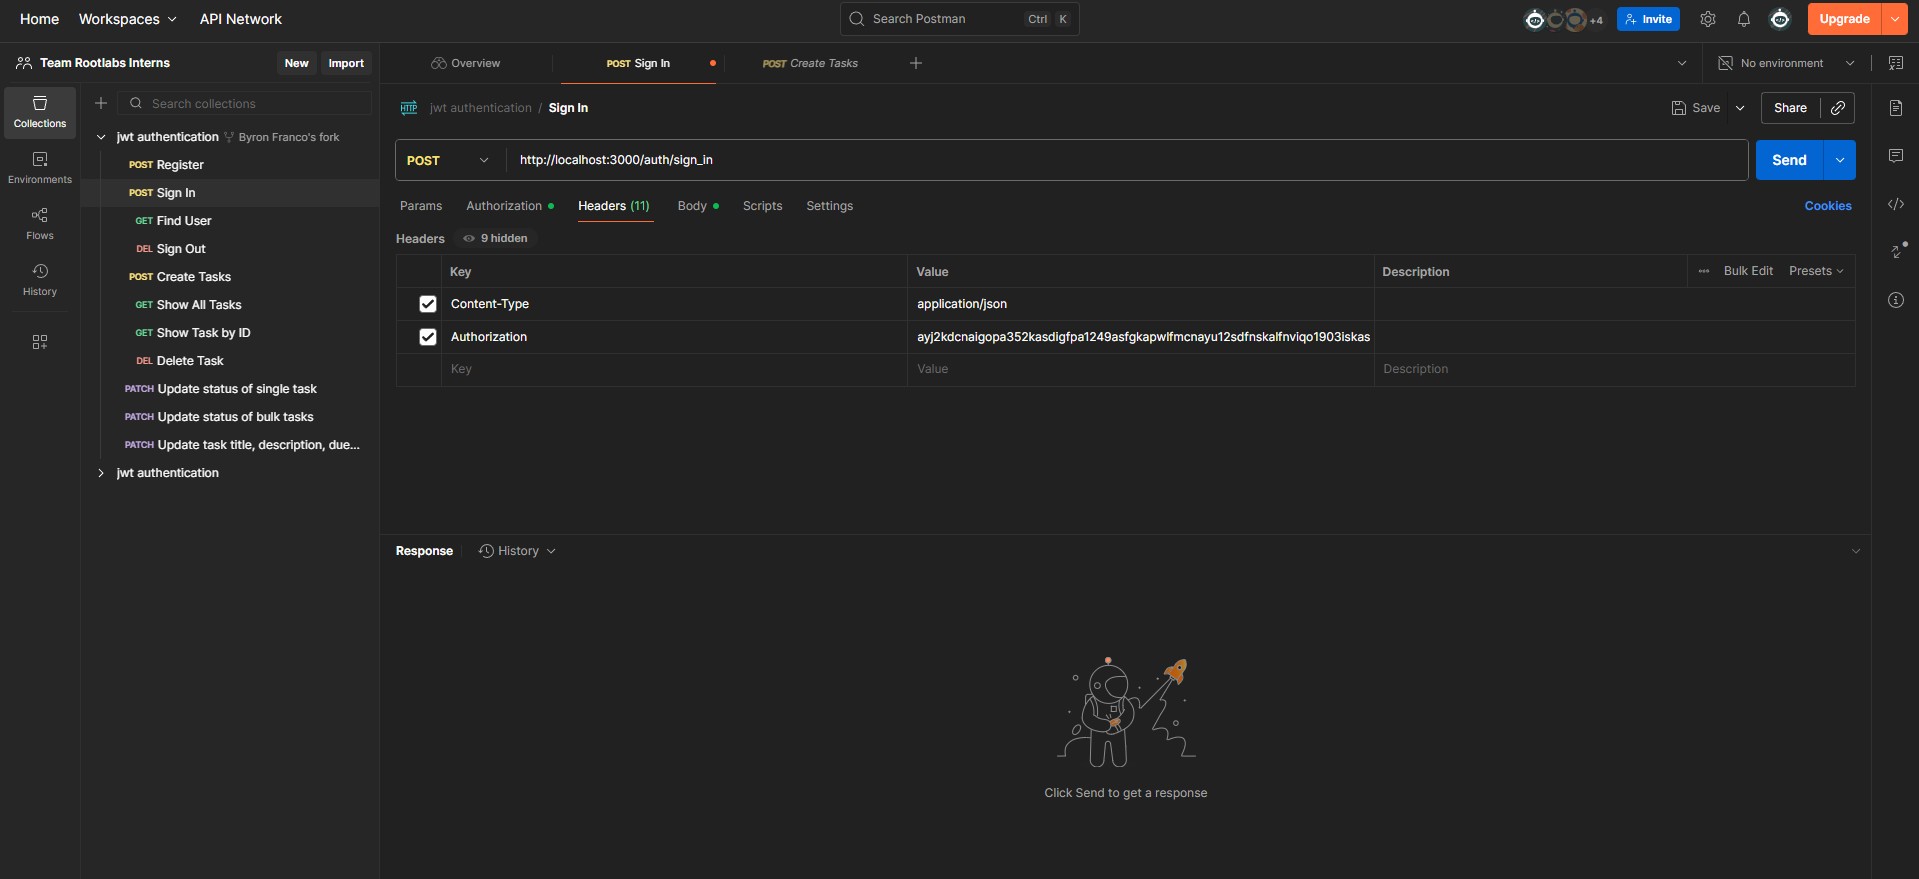 Home Workspaces API Network Search Postman Ctrl K +4 Invite Upgrade
Team Rootlabs Interns New Import Overview POST Sign In POST Create Tasks No environment
Collections
Environments
Flows
History
Search collections
jwt authentication Byron Franco's fork
POST Register
POST Sign In
GET Find User
DEL Sign Out
POST Create Tasks
GET Show All Tasks
GET Show Task by ID
DEL Delete Task
PATCH Update status of single task
PATCH Update status of bulk tasks
PATCH Update task title, description, due...
jwt authentication
HTTP jwt authentication / Sign In Save Share
POST http://localhost:3000/auth/sign_in Send
Params Authorization Headers (11) Body Scripts Settings Cookies
Headers 9 hidden
Key Value Description Bulk Edit Presets
Content-Type application/json
Authorization ayj2kdcnaigopa352kasdigfpa1249asfgkapwlfmcnayu12sdfnskalfnviqo1903iskas
Key Value Description
Response History
Click Send to get a response